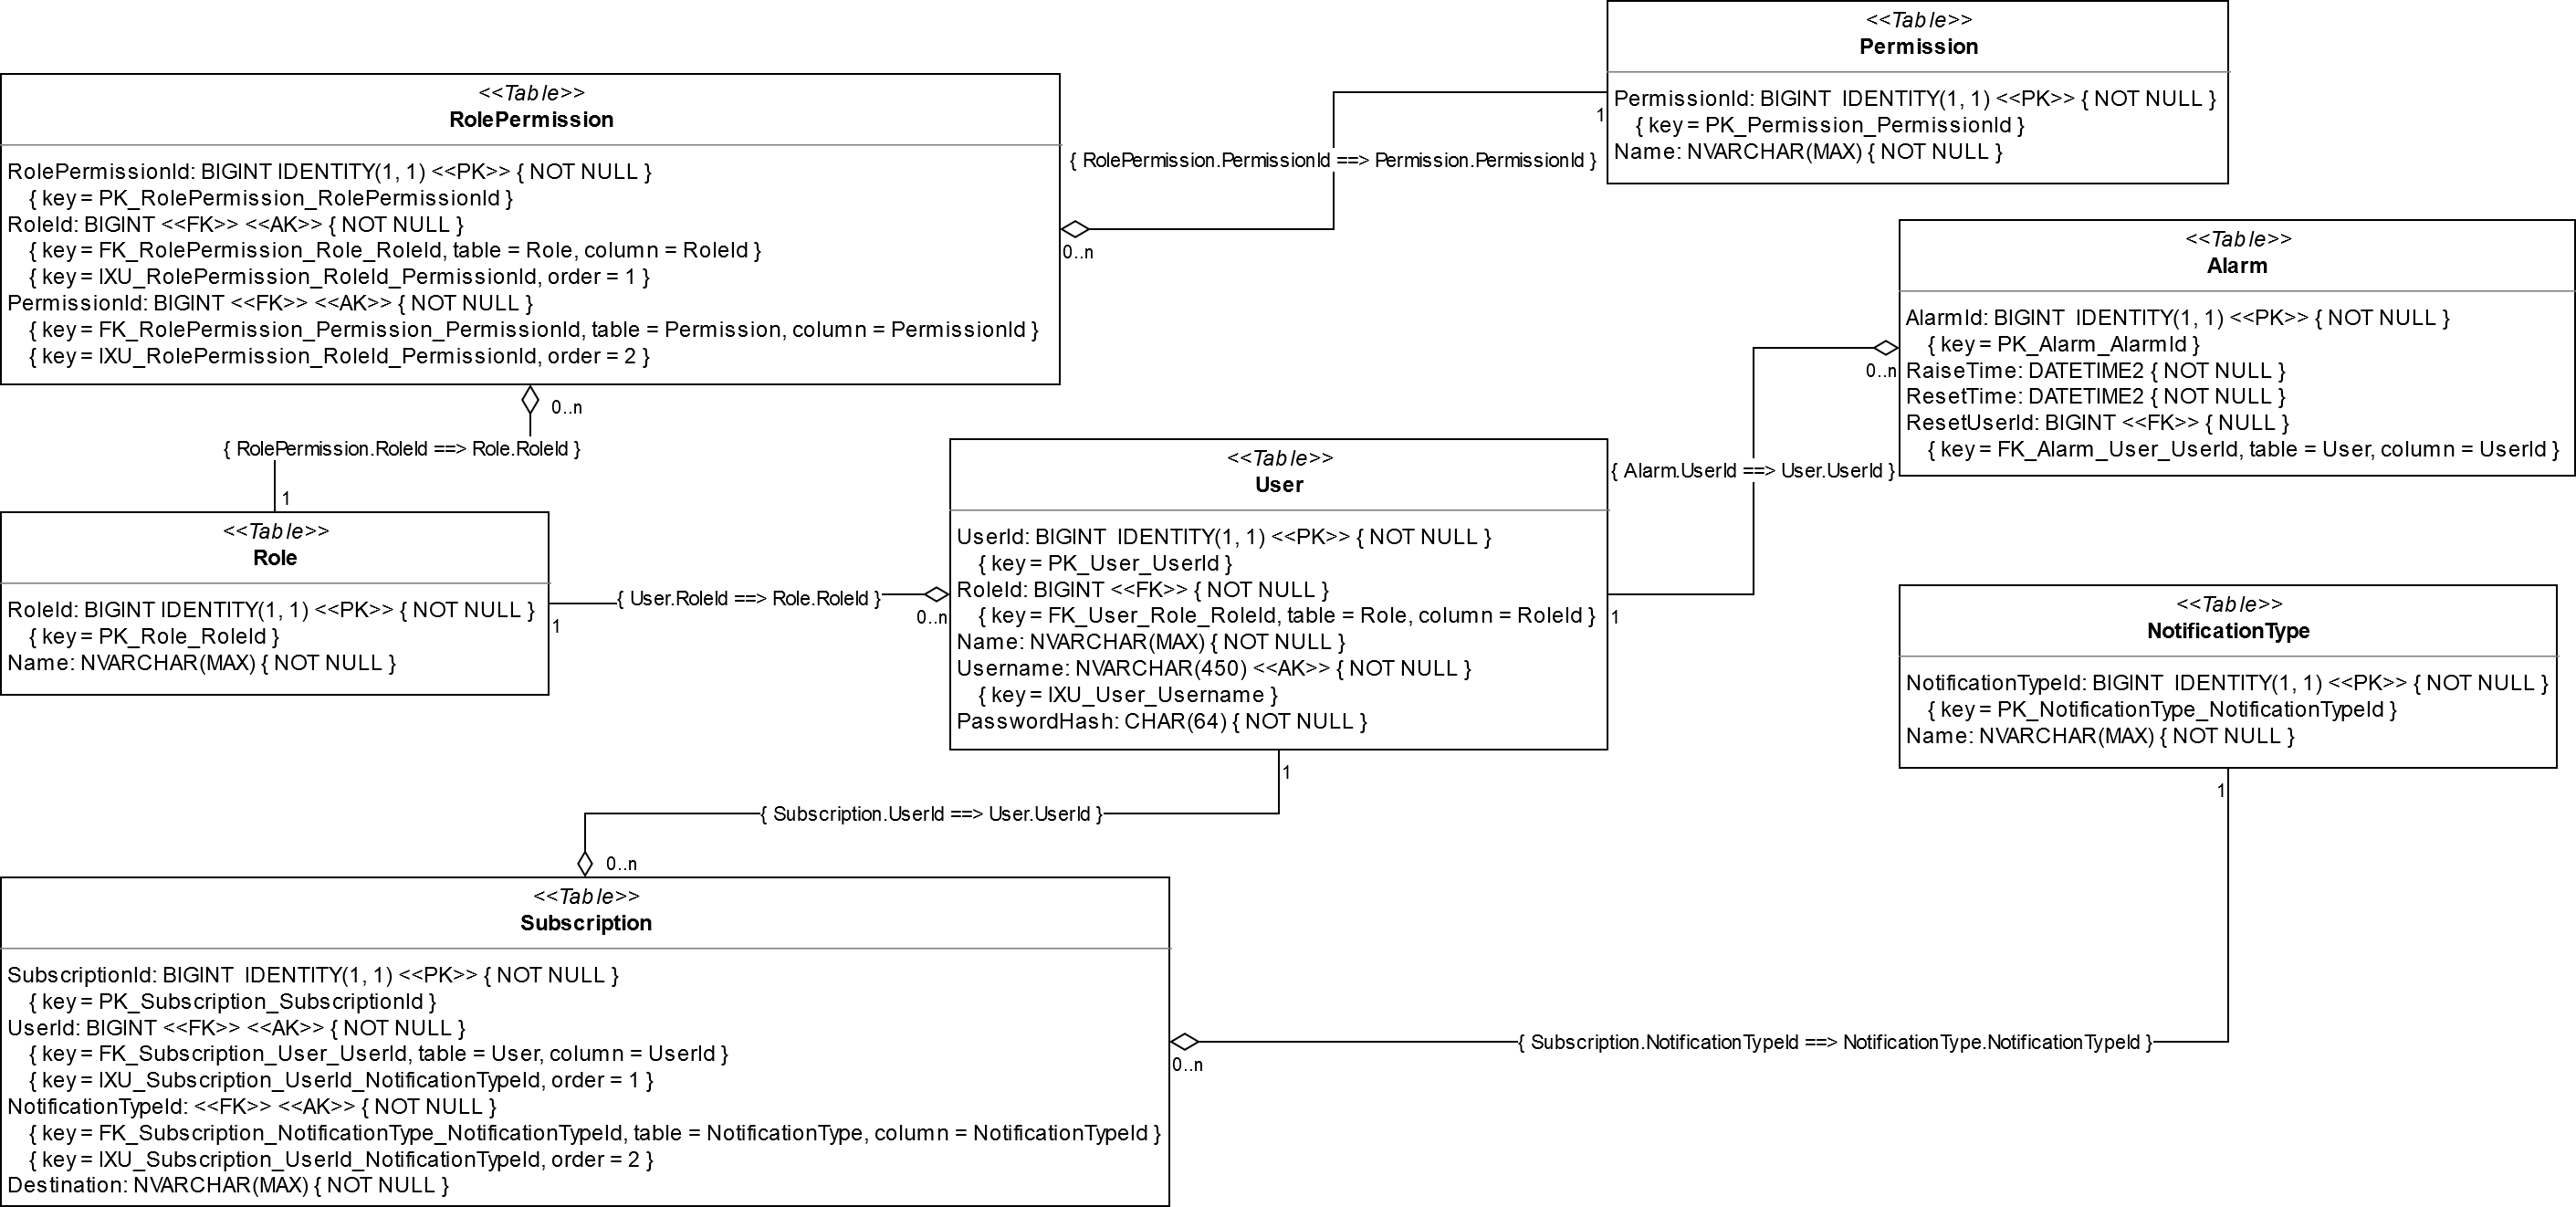 <<Table>>
Permission
PermissionId: BIGINT  IDENTITY(1, 1) <<PK>> { NOT NULL }
{ key = PK_Permission_PermissionId }
Name: NVARCHAR(MAX) { NOT NULL }
<<Table>>
RolePermission
RolePermissionId: BIGINT IDENTITY(1, 1) <<PK>> { NOT NULL }
{ key = PK_RolePermission_RolePermissionId }
RoleId: BIGINT <<FK>> <<AK>> { NOT NULL }
{ key = FK_RolePermission_Role_RoleId, table = Role, column = RoleId }
{ key = IXU_RolePermission_RoleId_PermissionId, order = 1 }
PermissionId: BIGINT <<FK>> <<AK>> { NOT NULL }
{ key = FK_RolePermission_Permission_PermissionId, table = Permission, column = PermissionId }
{ key = IXU_RolePermission_RoleId_PermissionId, order = 2 }
1
{ RolePermission.PermissionId ==> Permission.PermissionId }
0..n
<<Table>>
Alarm
AlarmId: BIGINT  IDENTITY(1, 1) <<PK>> { NOT NULL }
{ key = PK_Alarm_AlarmId }
RaiseTime: DATETIME2 { NOT NULL }
ResetTime: DATETIME2 { NOT NULL }
ResetUserId: BIGINT <<FK>> { NULL }
{ key = FK_Alarm_User_UserId, table = User, column = UserId }
0..n
{ Alarm.UserId ==> User.UserId }
1
0..n
{ RolePermission.RoleId ==> Role.RoleId }
1
<<Table>>
Role
RoleId: BIGINT IDENTITY(1, 1) <<PK>> { NOT NULL }
{ key = PK_Role_RoleId }
Name: NVARCHAR(MAX) { NOT NULL }
1
{ User.RoleId ==> Role.RoleId }
0..n
<<Table>>
User
UserId: BIGINT  IDENTITY(1, 1) <<PK>> { NOT NULL }
{ key = PK_User_UserId }
RoleId: BIGINT <<FK>> { NOT NULL }
{ key = FK_User_Role_RoleId, table = Role, column = RoleId }
Name: NVARCHAR(MAX) { NOT NULL }
Username: NVARCHAR(450) <<AK>> { NOT NULL }
{ key = IXU_User_Username }
PasswordHash: CHAR(64) { NOT NULL }
<<Table>>
NotificationType
NotificationTypeId: BIGINT  IDENTITY(1, 1) <<PK>> { NOT NULL }
{ key = PK_NotificationType_NotificationTypeId }
Name: NVARCHAR(MAX) { NOT NULL }
1
{ Subscription.UserId ==> User.UserId }
0..n
1
<<Table>>
Subscription
SubscriptionId: BIGINT  IDENTITY(1, 1) <<PK>> { NOT NULL }
{ key = PK_Subscription_SubscriptionId }
UserId: BIGINT <<FK>> <<AK>> { NOT NULL }
{ key = FK_Subscription_User_UserId, table = User, column = UserId }
{ key = IXU_Subscription_UserId_NotificationTypeId, order = 1 }
NotificationTypeId: <<FK>> <<AK>> { NOT NULL }
{ key = FK_Subscription_NotificationType_NotificationTypeId, table = NotificationType, column = NotificationTypeId }
{ key = IXU_Subscription_UserId_NotificationTypeId, order = 2 }
Destination: NVARCHAR(MAX) { NOT NULL }
{ Subscription.NotificationTypeId ==> NotificationType.NotificationTypeId }
0..n